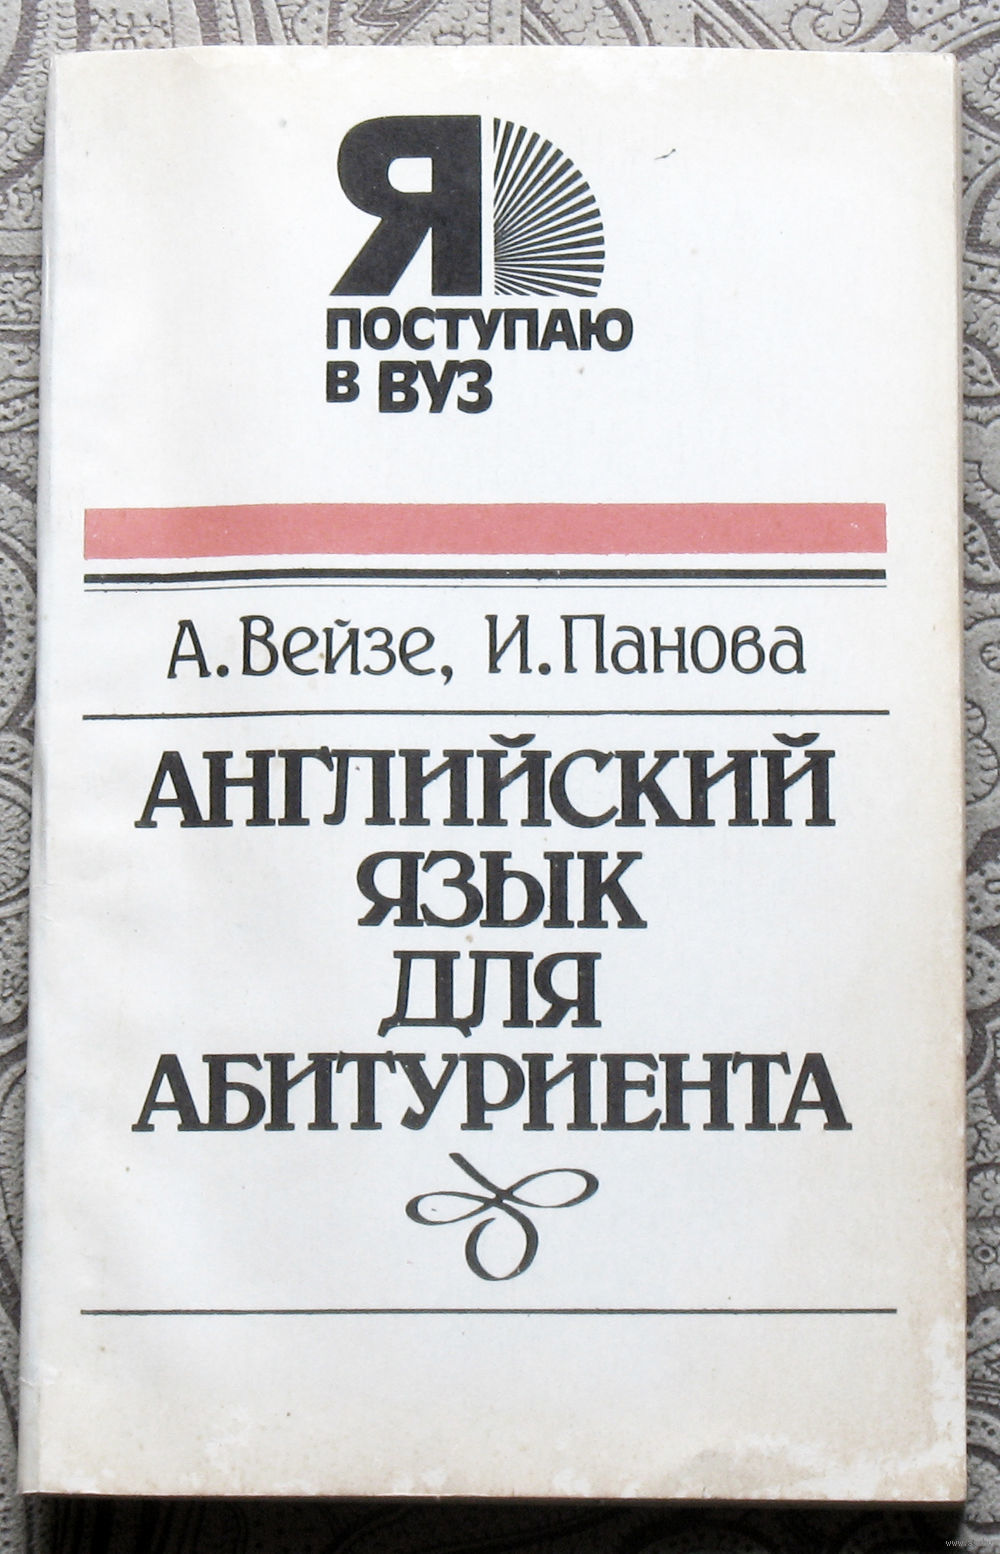 Я
ПОСТУПАЮ
В ВУЗ
А. Вейзе, И. Панова
АНГЛИЙСКИЙ
ЯЗЫК
ДЛЯ
АБИТУРИЕНТА